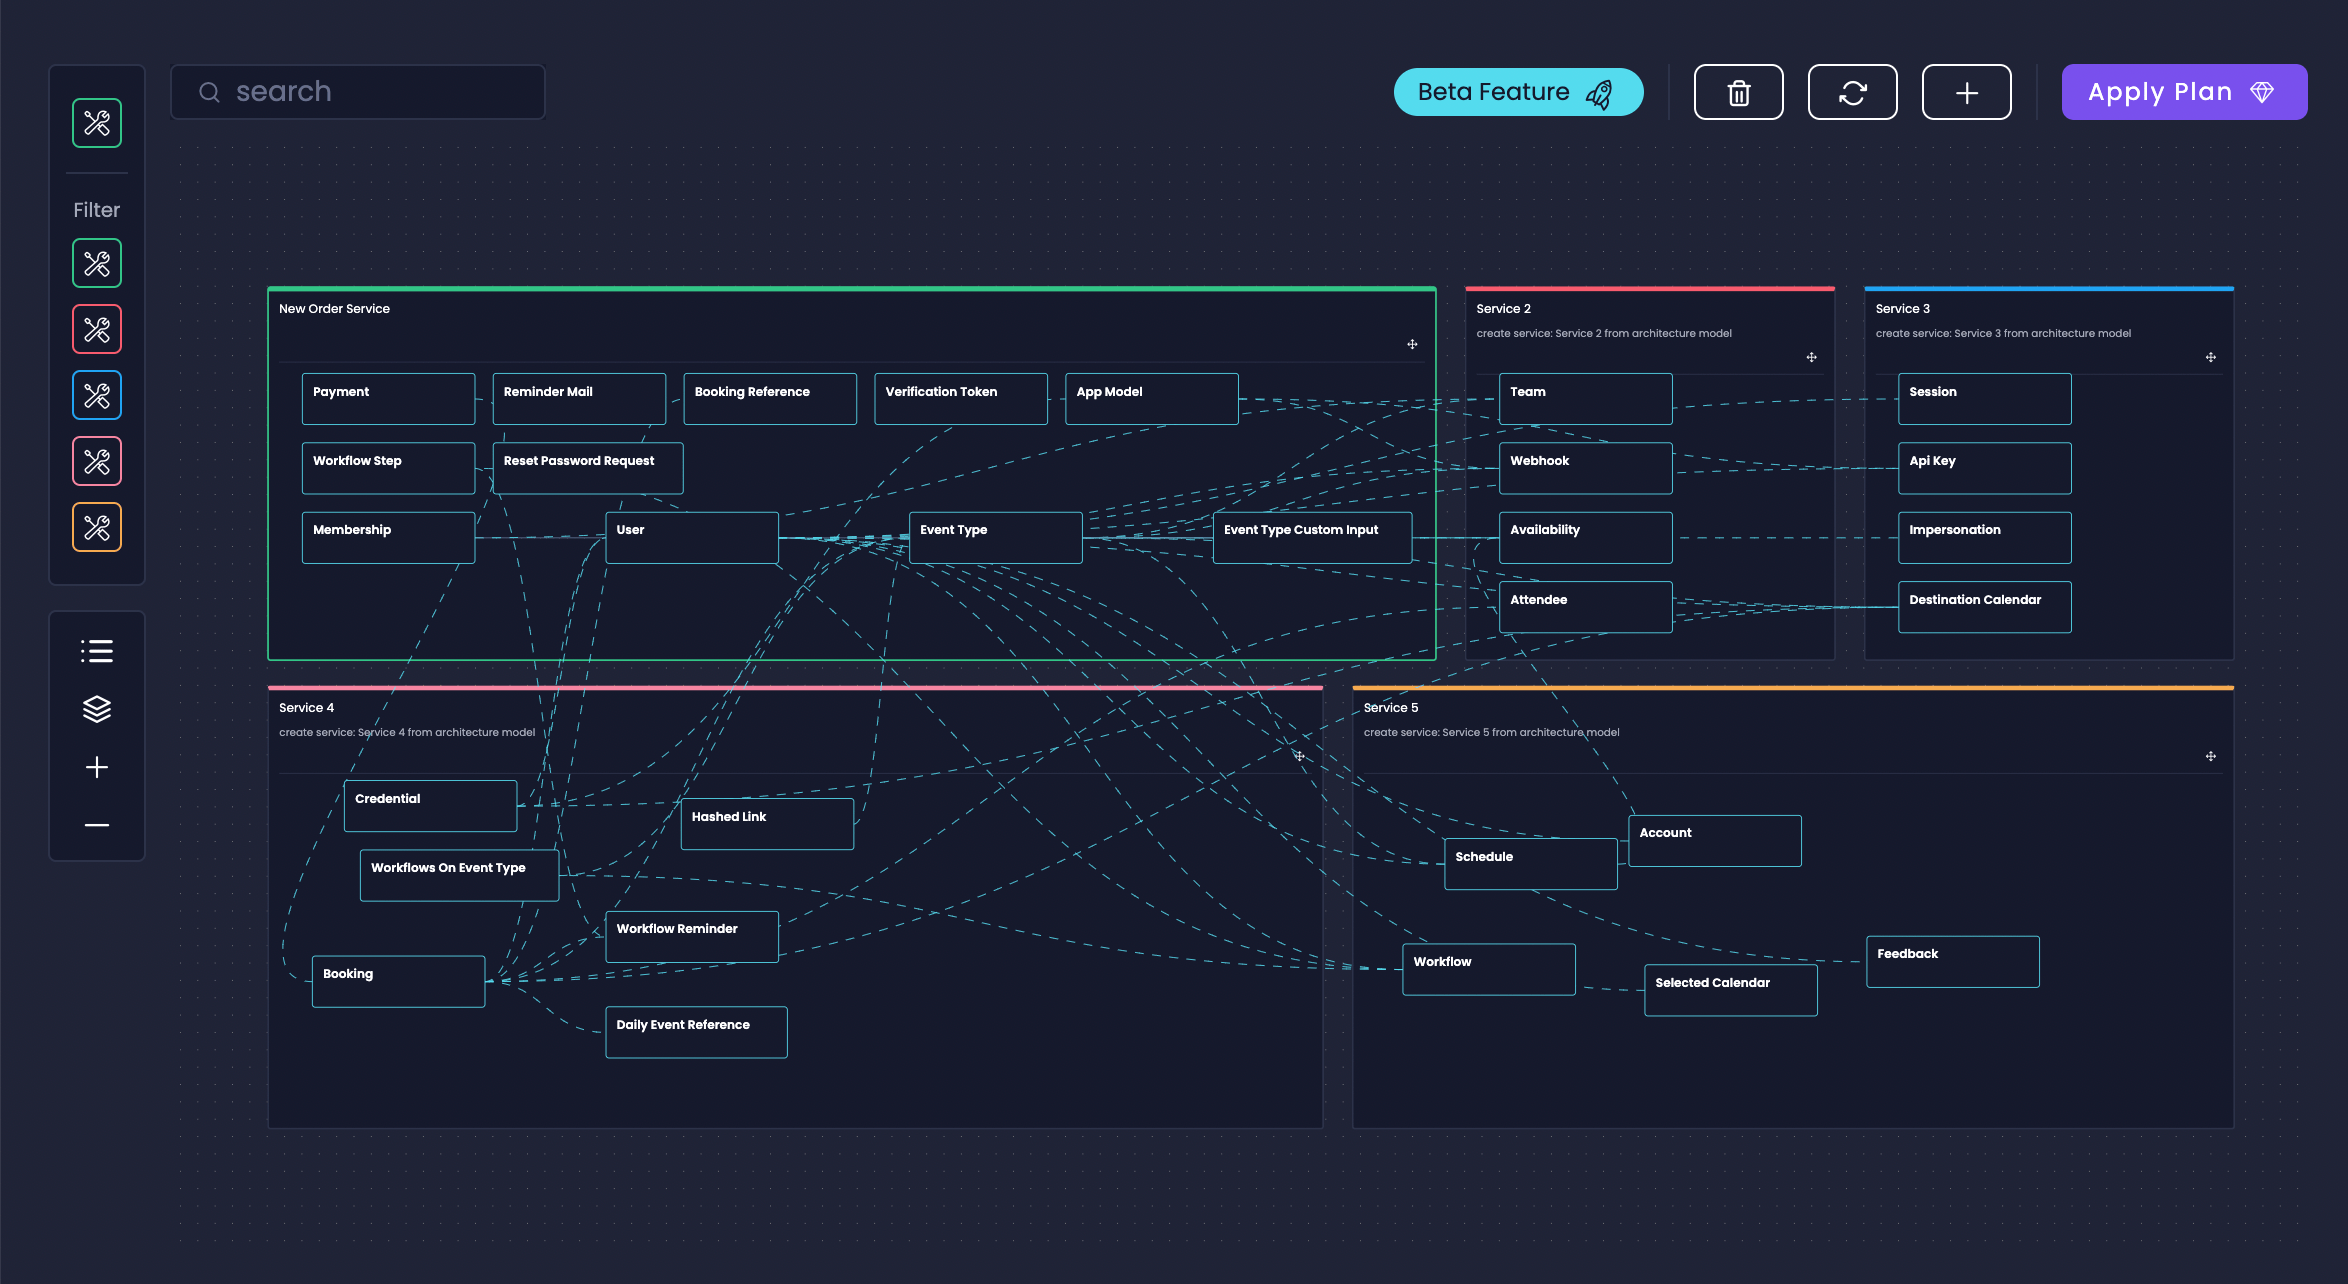 search
Beta Feature
Apply Plan
Filter
New Order Service
Payment
Reminder Mail
Booking Reference
Verification Token
App Model
Workflow Step
Reset Password Request
Membership
User
Event Type
Event Type Custom Input
Service 2
create service: Service 2 from architecture model
Team
Webhook
Availability
Attendee
Service 3
create service: Service 3 from architecture model
Session
Api Key
Impersonation
Destination Calendar
Service 4
create service: Service 4 from architecture model
Credential
Hashed Link
Workflows On Event Type
Workflow Reminder
Booking
Daily Event Reference
Service 5
create service: Service 5 from architecture model
Account
Schedule
Workflow
Feedback
Selected Calendar